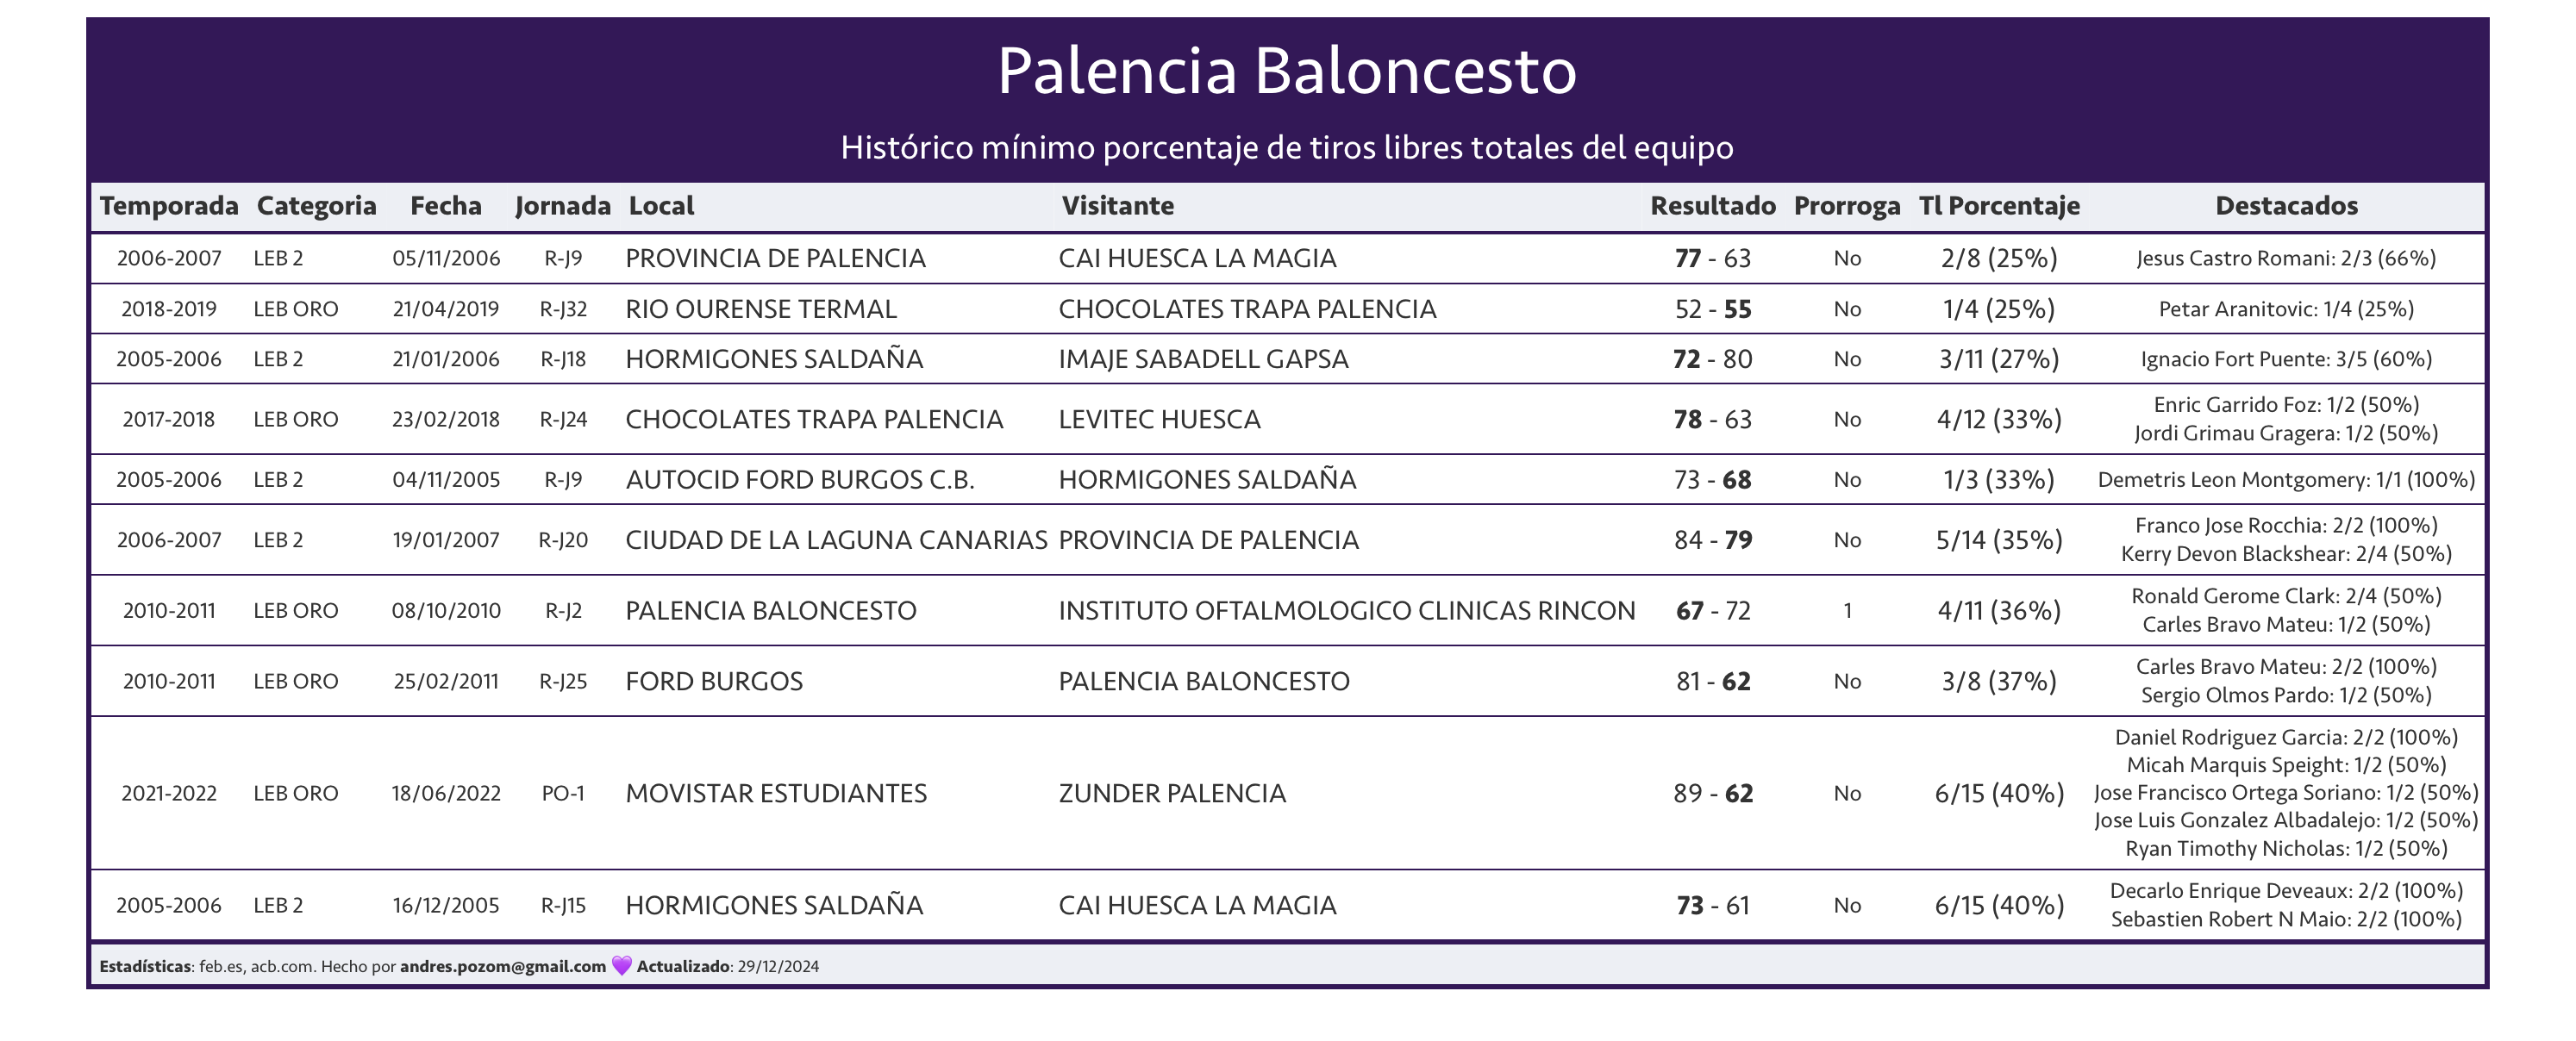 Palencia Baloncesto
Histórico mínimo porcentaje de tiros libres totales del equipo
Temporada Categoria Fecha Jornada Local Visitante Resultado Prorroga Tl Porcentaje Destacados
2006-2007 LEB 2 05/11/2006 R-J9 PROVINCIA DE PALENCIA CAI HUESCA LA MAGIA 77 - 63 No 2/8 (25%) Jesus Castro Romani: 2/3 (66%)
2018-2019 LEB ORO 21/04/2019 R-J32 RIO OURENSE TERMAL CHOCOLATES TRAPA PALENCIA 52 - 55 No 1/4 (25%) Petar Aranitovic: 1/4 (25%)
2005-2006 LEB 2 21/01/2006 R-J18 HORMIGONES SALDAÑA IMAJE SABADELL GAPSA 72 - 80 No 3/11 (27%) Ignacio Fort Puente: 3/5 (60%)
2017-2018 LEB ORO 23/02/2018 R-J24 CHOCOLATES TRAPA PALENCIA LEVITEC HUESCA 78 - 63 No 4/12 (33%) Enric Garrido Foz: 1/2 (50%)
Jordi Grimau Gragera: 1/2 (50%)
2005-2006 LEB 2 04/11/2005 R-J9 AUTOCID FORD BURGOS C.B. HORMIGONES SALDAÑA 73 - 68 No 1/3 (33%) Demetris Leon Montgomery: 1/1 (100%)
2006-2007 LEB 2 19/01/2007 R-J20 CIUDAD DE LA LAGUNA CANARIAS PROVINCIA DE PALENCIA 84 - 79 No 5/14 (35%) Franco Jose Rocchia: 2/2 (100%)
Kerry Devon Blackshear: 2/4 (50%)
2010-2011 LEB ORO 08/10/2010 R-J2 PALENCIA BALONCESTO INSTITUTO OFTALMOLOGICO CLINICAS RINCON 67 - 72 1 4/11 (36%) Ronald Gerome Clark: 2/4 (50%)
Carles Bravo Mateu: 1/2 (50%)
2010-2011 LEB ORO 25/02/2011 R-J25 FORD BURGOS PALENCIA BALONCESTO 81 - 62 No 3/8 (37%) Carles Bravo Mateu: 2/2 (100%)
Sergio Olmos Pardo: 1/2 (50%)
2021-2022 LEB ORO 18/06/2022 PO-1 MOVISTAR ESTUDIANTES ZUNDER PALENCIA 89 - 62 No 6/15 (40%) Daniel Rodriguez Garcia: 2/2 (100%)
Micah Marquis Speight: 1/2 (50%)
Jose Francisco Ortega Soriano: 1/2 (50%)
Jose Luis Gonzalez Albadalejo: 1/2 (50%)
Ryan Timothy Nicholas: 1/2 (50%)
2005-2006 LEB 2 16/12/2005 R-J15 HORMIGONES SALDAÑA CAI HUESCA LA MAGIA 73 - 61 No 6/15 (40%) Decarlo Enrique Deveaux: 2/2 (100%)
Sebastien Robert N Maio: 2/2 (100%)
Estadísticas: feb.es, acb.com. Hecho por andres.pozom@gmail.com 💜 Actualizado: 29/12/2024